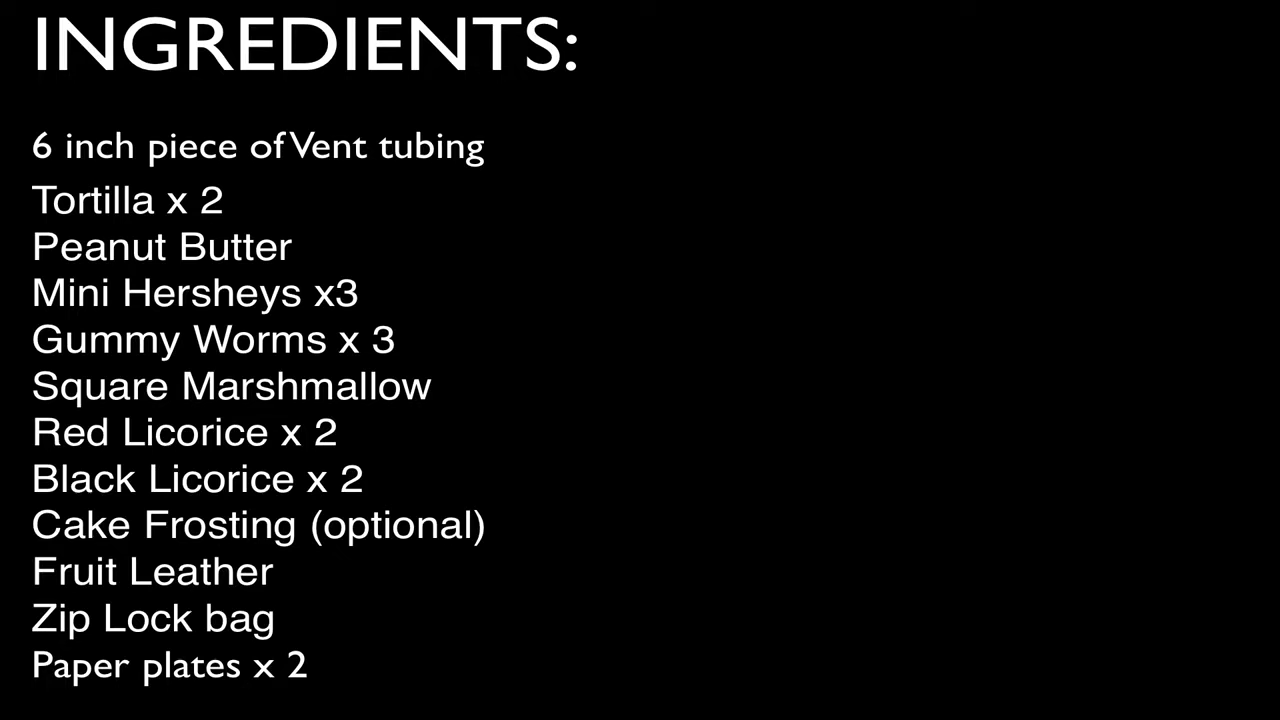 INGREDIENTS:
6 inch piece of Vent tubing
Tortilla x 2
Peanut Butter
Mini Hersheys x3
Gummy Worms x 3
Square Marshmallow
Red Licorice x 2
Black Licorice x 2
Cake Frosting (optional)
Fruit Leather
Zip Lock bag
Paper plates x 2